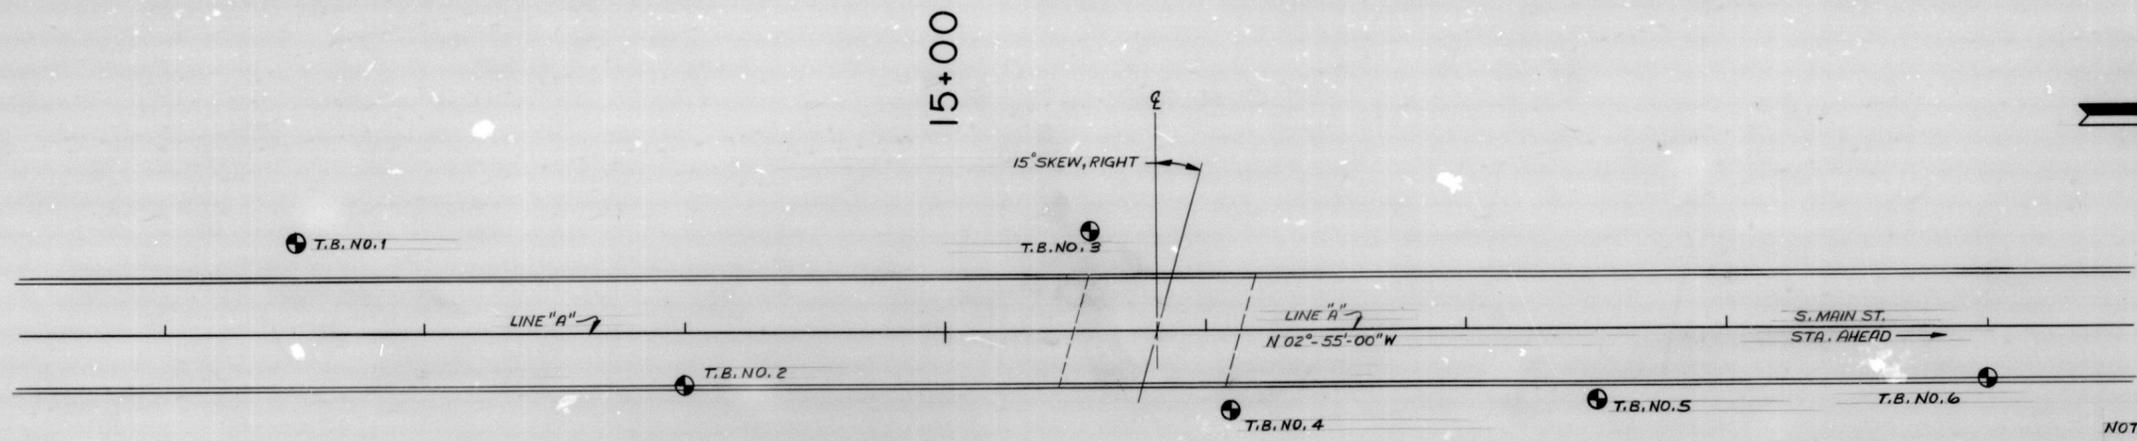 15+00
℄
15° SKEW, RIGHT
T.B. NO. 1
T.B. NO. 3
LINE "A"
LINE "A"
N 02°-55'-00" W
S. MAIN ST.
STA. AHEAD
T.B. NO. 2
T.B. NO. 4
T.B. NO. 5
T.B. NO. 6
NOT